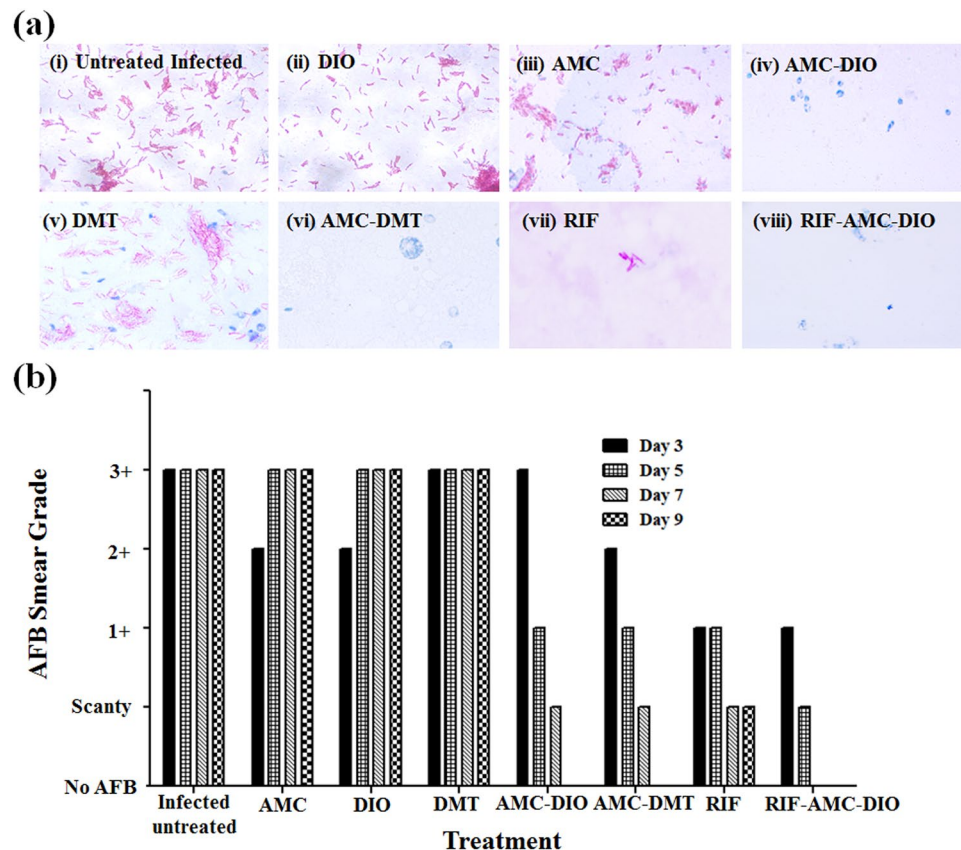 (a)
(i) Untreated Infected
(ii) DIO
(iii) AMC
(iv) AMC-DIO
(v) DMT
(vi) AMC-DMT
(vii) RIF
(viii) RIF-AMC-DIO
(b)
AFB Smear Grade
3+
2+
1+
Scanty
No AFB
Day 3
Day 5
Day 7
Day 9
Infected
untreated
AMC
DIO
DMT
AMC-DIO
AMC-DMT
RIF
RIF-AMC-DIO
Treatment